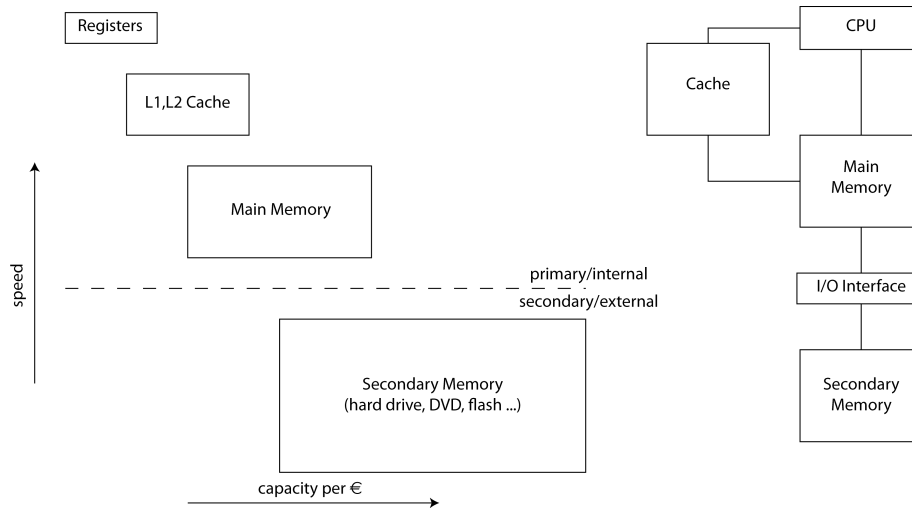 Registers
CPU
L1,L2 Cache
Cache
Main Memory
Main
Memory
speed
primary/internal
secondary/external
I/O Interface
Secondary Memory
(hard drive, DVD, flash ...)
Secondary
Memory
capacity per €